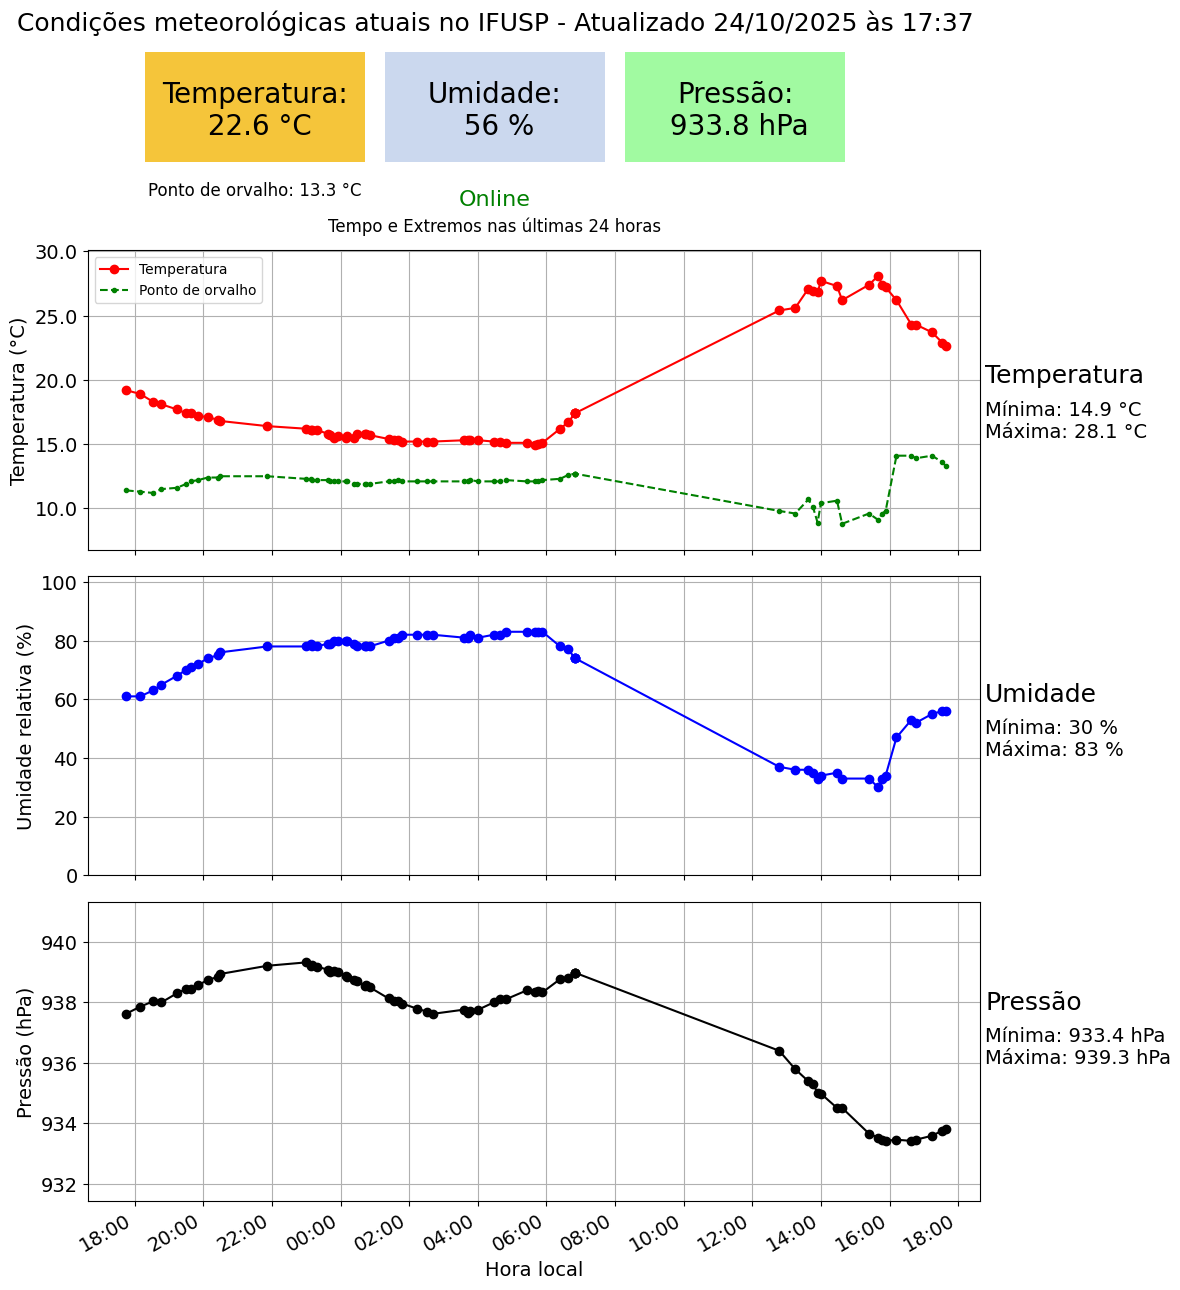 Condições meteorológicas atuais no IFUSP - Atualizado 24/10/2025 às 17:37
Temperatura:
22.6 °C
Umidade:
56 %
Pressão:
933.8 hPa
Ponto de orvalho: 13.3 °C
Online
Tempo e Extremos nas últimas 24 horas
30.0
25.0
20.0
15.0
10.0
Temperatura (°C)
Temperatura
Ponto de orvalho
Temperatura
Mínima: 14.9 °C
Máxima: 28.1 °C
100
80
60
40
20
0
Umidade relativa (%)
Umidade
Mínima: 30 %
Máxima: 83 %
940
938
936
934
932
Pressão (hPa)
Pressão
Mínima: 933.4 hPa
Máxima: 939.3 hPa
18:00
20:00
22:00
00:00
02:00
04:00
06:00
08:00
10:00
12:00
14:00
16:00
18:00
Hora local